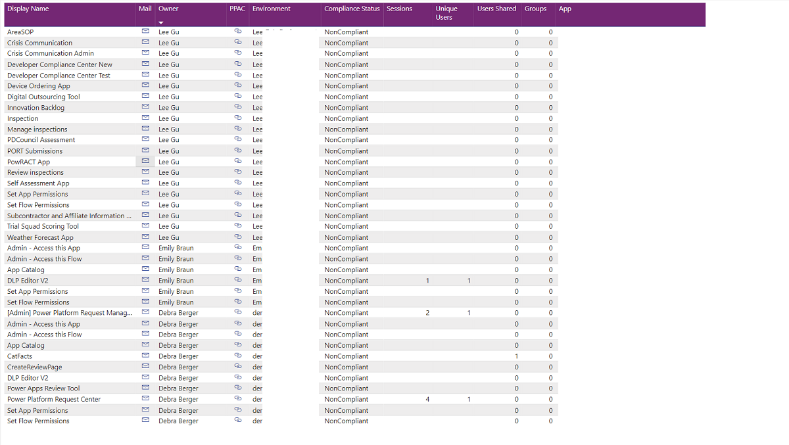 Display Name Mail Owner PPAC Environment Compliance Status Sessions Unique Users Users Shared Groups App
AreaSOP Lee Gu Lee NonCompliant 0 0
Crisis Communication Lee Gu Lee NonCompliant 0 0
Crisis Communication Admin Lee Gu Lee NonCompliant 0 0
Developer Compliance Center New Lee Gu Lee NonCompliant 0 0
Developer Compliance Center Test Lee Gu Lee NonCompliant 0 0
Device Ordering App Lee Gu Lee NonCompliant 0 0
Digital Outsourcing Tool Lee Gu Lee NonCompliant 0 0
Innovation Backlog Lee Gu Lee NonCompliant 0 0
Inspection Lee Gu Lee NonCompliant 0 0
Manage inspections Lee Gu Lee NonCompliant 0 0
PDCouncil Assessment Lee Gu Lee NonCompliant 0 0
PORT Submissions Lee Gu Lee NonCompliant 0 0
PowRACT App Lee Gu Lee NonCompliant 0 0
Review inspections Lee Gu Lee NonCompliant 0 0
Self Assessment App Lee Gu Lee NonCompliant 0 0
Set App Permissions Lee Gu Lee NonCompliant 0 0
Set Flow Permissions Lee Gu Lee NonCompliant 0 0
Subcontractor and Affiliate Information ... Lee Gu Lee NonCompliant 0 0
Trial Squad Scoring Tool Lee Gu Lee NonCompliant 0 0
Weather Forecast App Lee Gu Lee NonCompliant 0 0
Admin - Access this App Emily Braun Em NonCompliant 0 0
Admin - Access this Flow Emily Braun Em NonCompliant 0 0
App Catalog Emily Braun Em NonCompliant 0 0
DLP Editor V2 Emily Braun Em NonCompliant 1 1 0 0
Set App Permissions Emily Braun Em NonCompliant 0 0
Set Flow Permissions Emily Braun Em NonCompliant 0 0
[Admin] Power Platform Request Manag... Debra Berger der NonCompliant 2 1 0 0
Admin - Access this App Debra Berger der NonCompliant 0 0
Admin - Access this Flow Debra Berger der NonCompliant 0 0
App Catalog Debra Berger der NonCompliant 0 0
CatFacts Debra Berger der NonCompliant 1 0
CreateReviewPage Debra Berger der NonCompliant 0 0
DLP Editor V2 Debra Berger der NonCompliant 0 0
Power Apps Review Tool Debra Berger der NonCompliant 0 0
Power Platform Request Center Debra Berger der NonCompliant 4 1 0 0
Set App Permissions Debra Berger der NonCompliant 0 0
Set Flow Permissions Debra Berger der NonCompliant 0 0